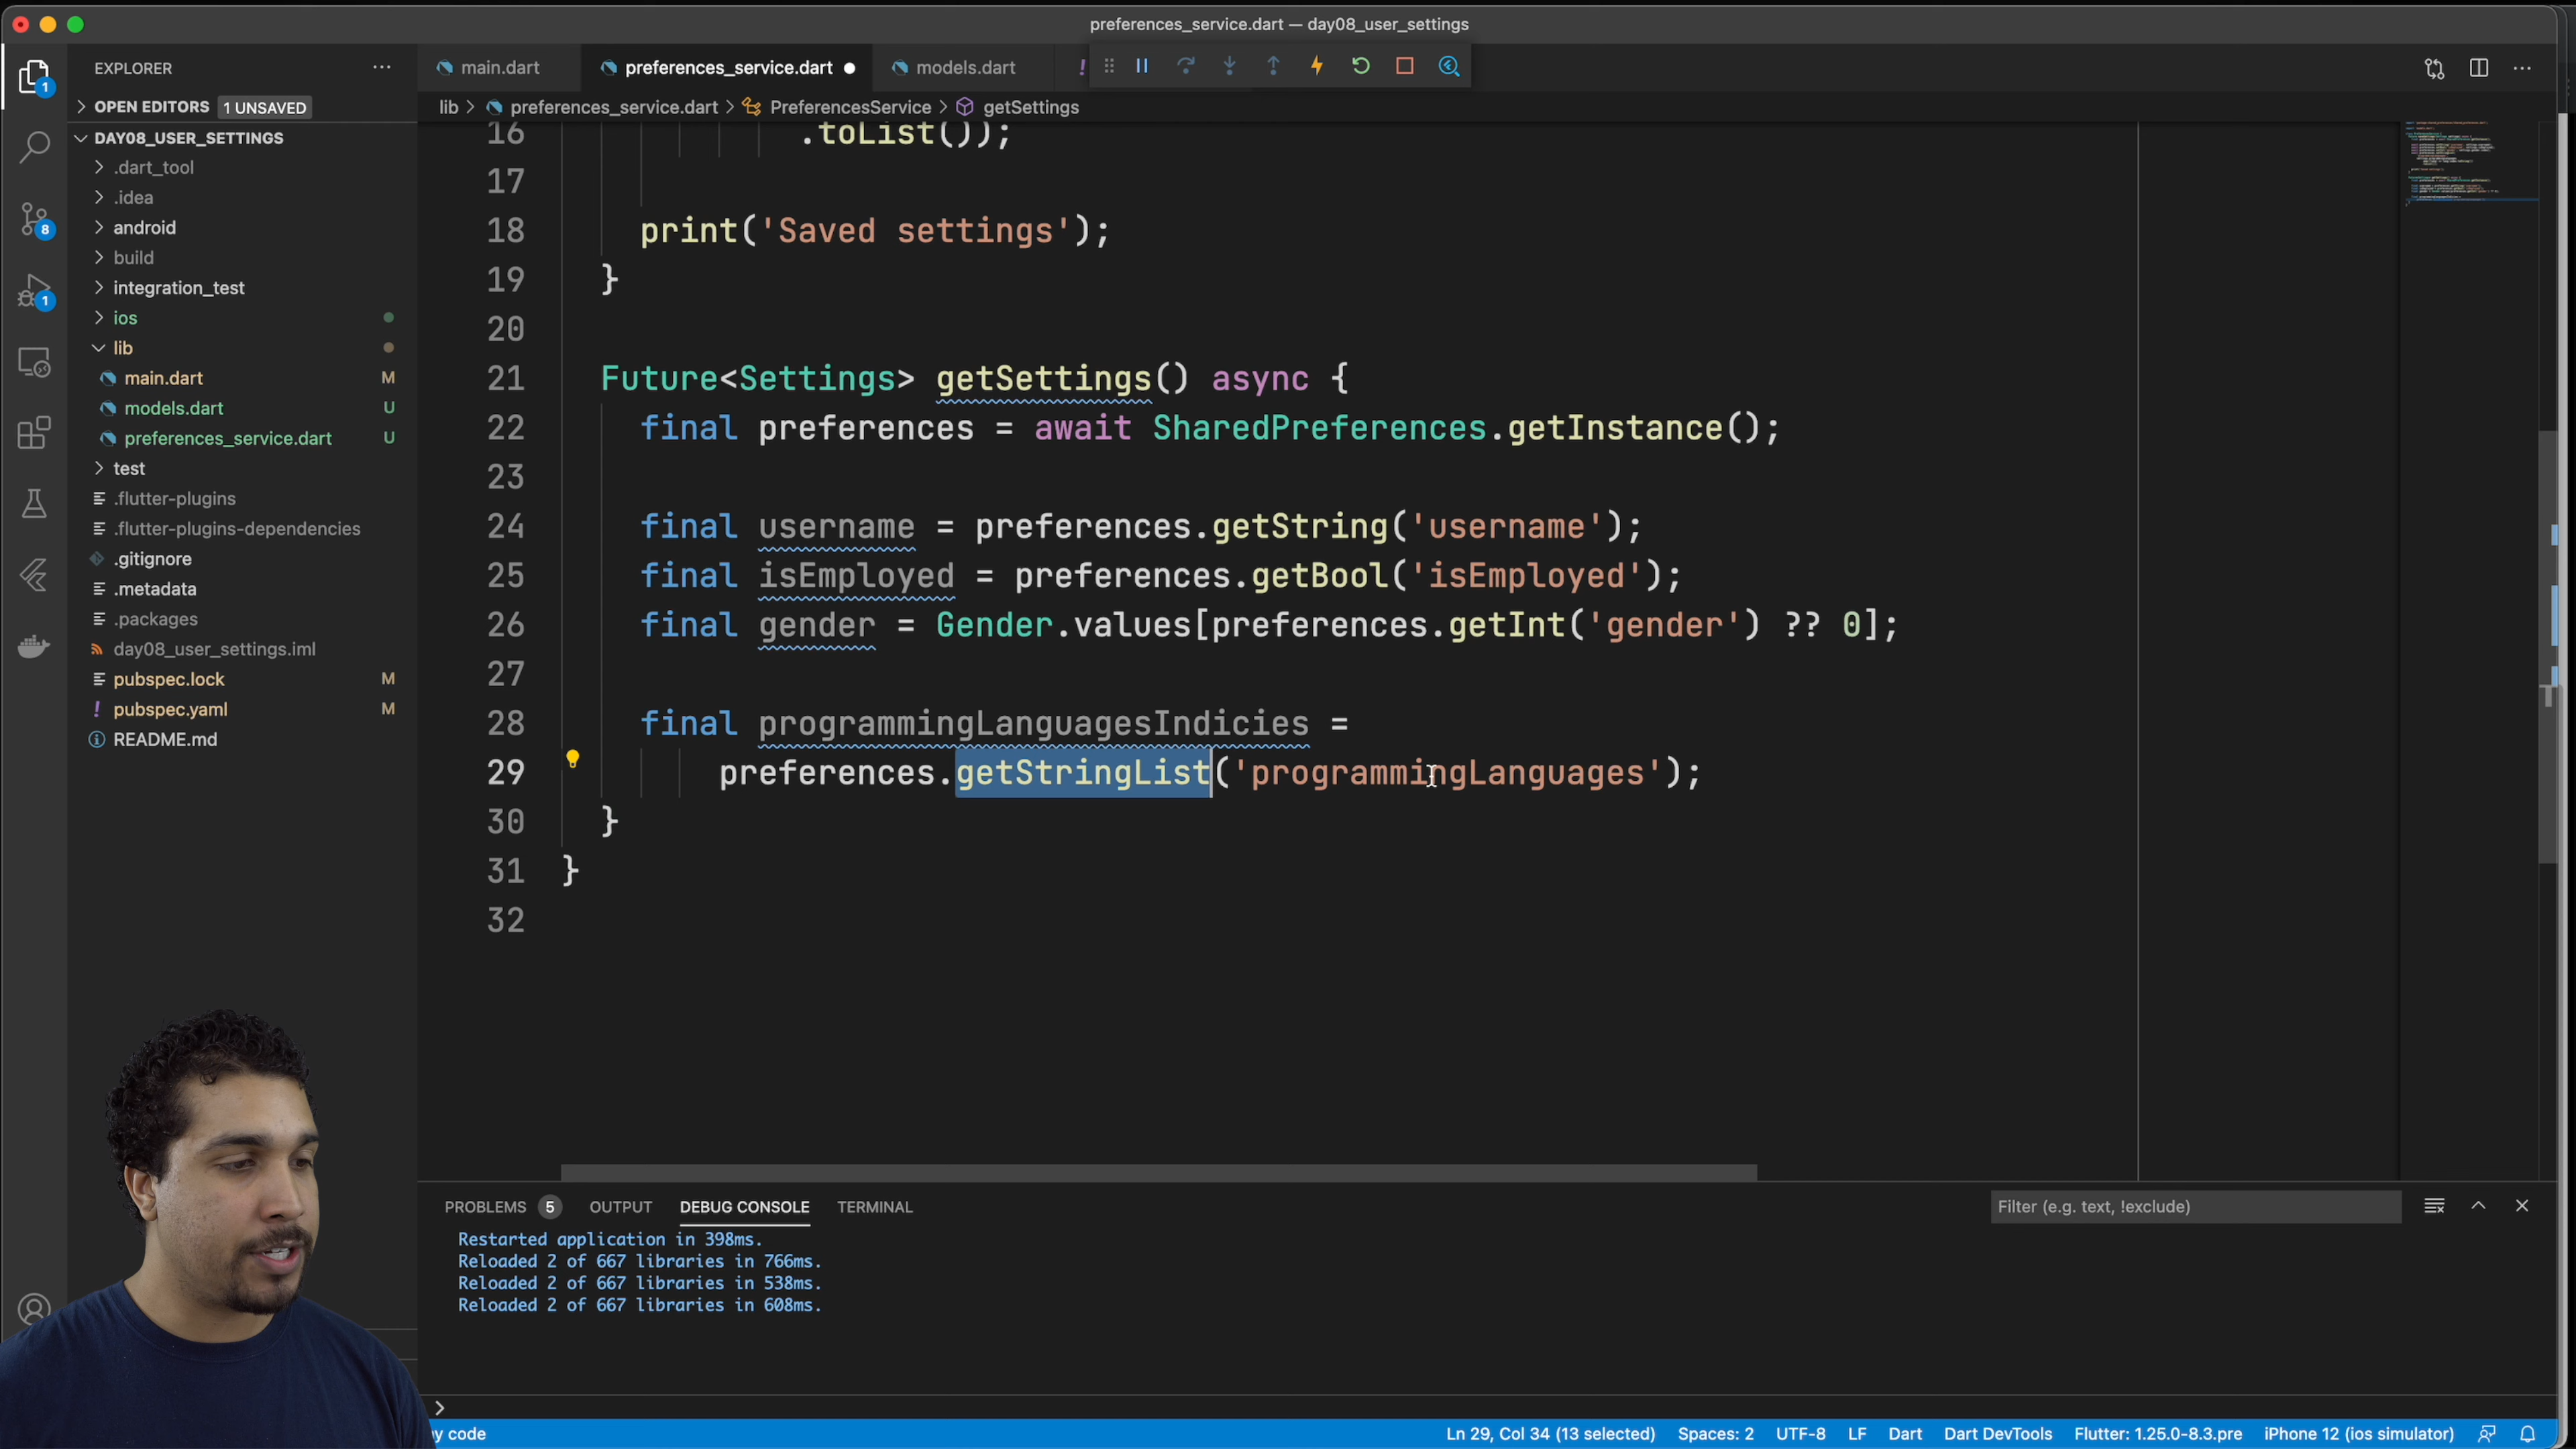 preferences_service.dart — day08_user_settings
EXPLORER
main.dart
preferences_service.dart
models.dart
!
OPEN EDITORS 1 UNSAVED
lib > preferences_service.dart > PreferencesService > getSettings
DAY08_USER_SETTINGS
.dart_tool
.idea
android
build
integration_test
ios
lib
main.dart M
models.dart U
preferences_service.dart U
test
.flutter-plugins
.flutter-plugins-dependencies
.gitignore
.metadata
.packages
day08_user_settings.iml
pubspec.lock M
! pubspec.yaml M
README.md
1
8
1
16 .toList());
17
18 print('Saved settings');
19 }
20
21 Future<Settings> getSettings() async {
22 final preferences = await SharedPreferences.getInstance();
23
24 final username = preferences.getString('username');
25 final isEmployed = preferences.getBool('isEmployed');
26 final gender = Gender.values[preferences.getInt('gender') ?? 0];
27
28 final programmingLanguagesIndicies =
29 preferences.getStringList('programmingLanguages');
30 }
31 }
32
PROBLEMS 5 OUTPUT DEBUG CONSOLE TERMINAL
Filter (e.g. text, !exclude)
Restarted application in 398ms.
Reloaded 2 of 667 libraries in 766ms.
Reloaded 2 of 667 libraries in 538ms.
Reloaded 2 of 667 libraries in 608ms.
>
y code
Ln 29, Col 34 (13 selected) Spaces: 2 UTF-8 LF Dart Dart DevTools Flutter: 1.25.0-8.3.pre iPhone 12 (ios simulator)